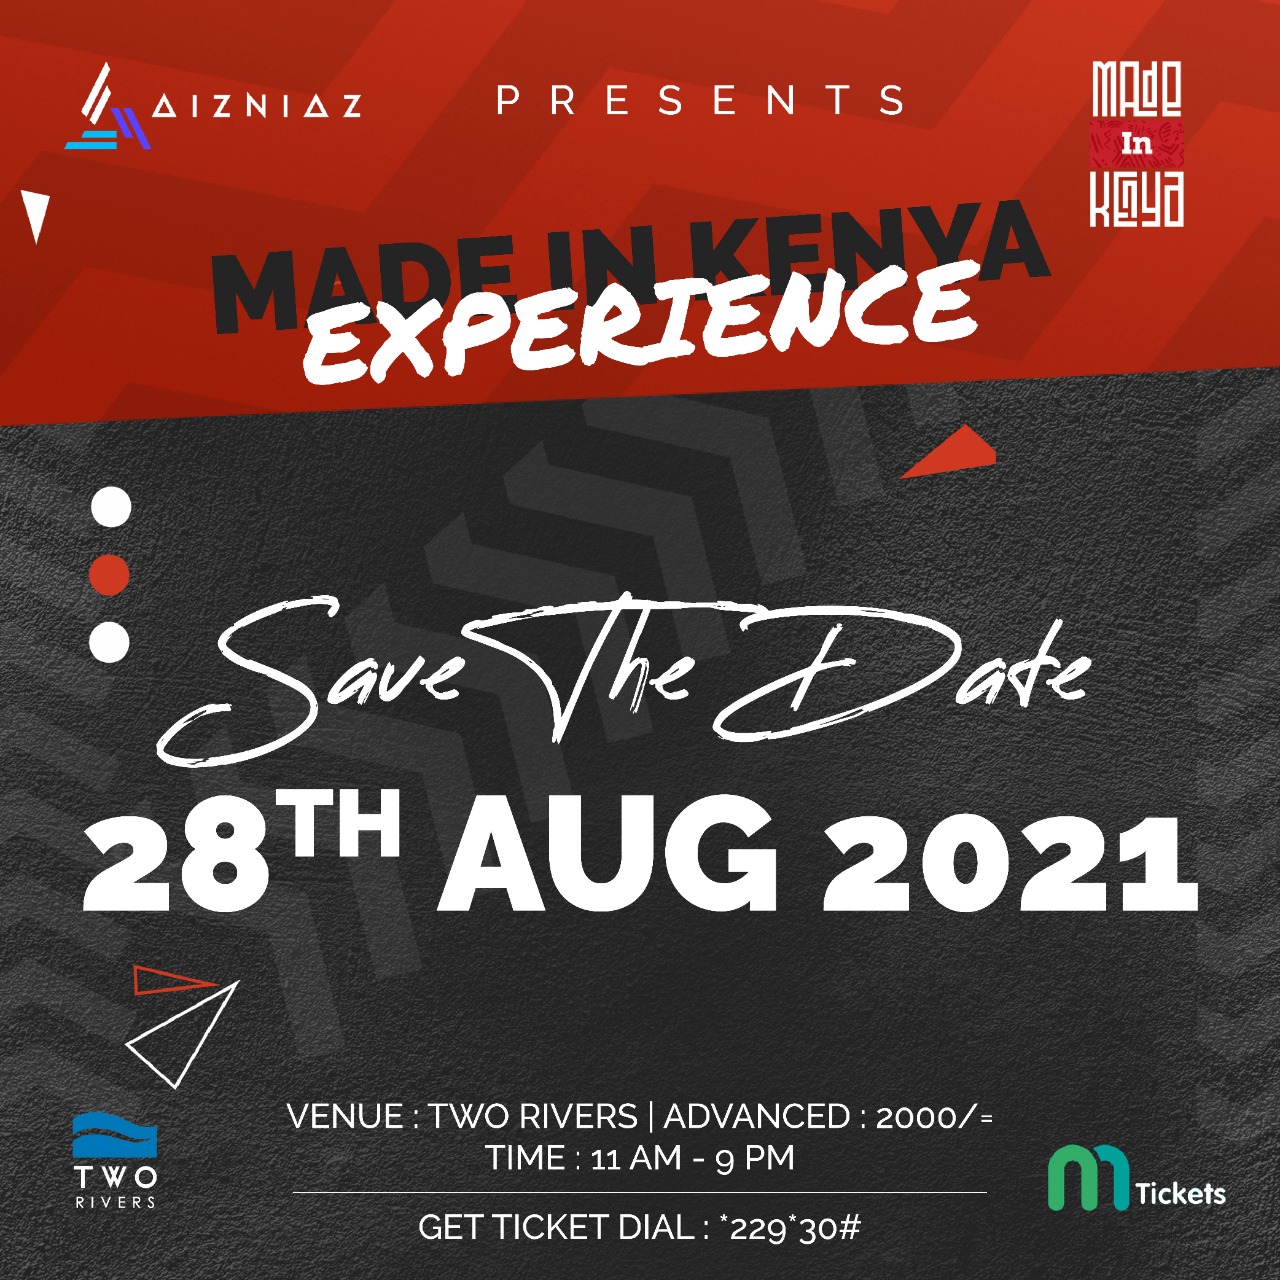 AIZNIAZ
PRESENTS
Made
In
Kenya
MADE IN KENYA
EXPERIENCE
Save The Date
28TH AUG 2021
VENUE : TWO RIVERS | ADVANCED : 2000/=
TIME : 11 AM - 9 PM
GET TICKET DIAL : *229*30#
TWO
RIVERS
m Tickets